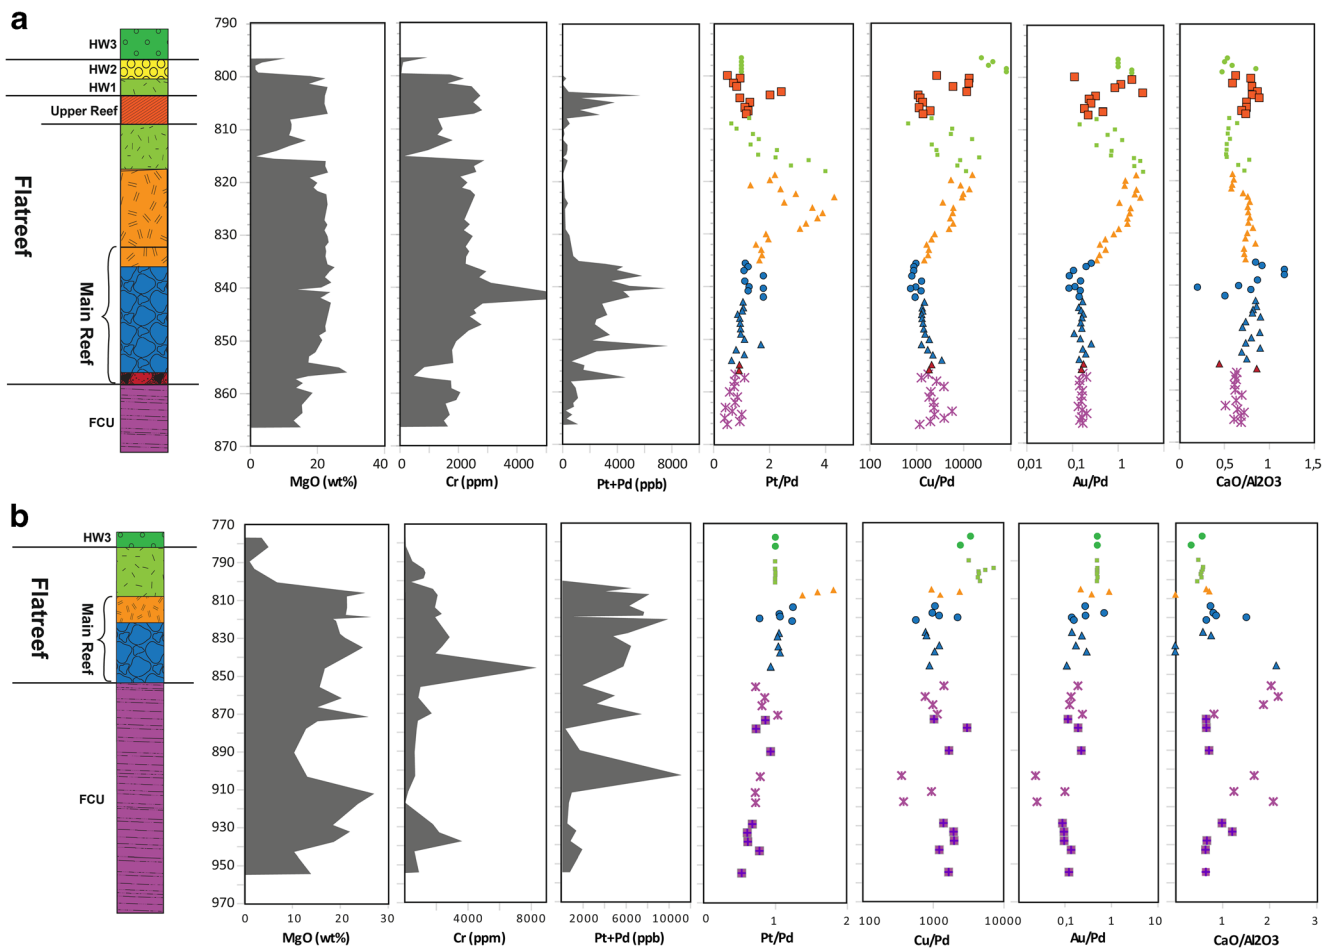 a
HW3
HW2
HW1
Upper Reef
Flatreef
Main Reef
FCU
790
800
810
820
830
840
850
860
870
0 20 40
MgO (wt%)
0 2000 4000
Cr (ppm)
0 4000 8000
Pt+Pd (ppb)
0 2 4
Pt/Pd
100 1000 10000
Cu/Pd
0,01 0,1 1
Au/Pd
0 0,5 1 1,5
CaO/Al2O3
b
HW3
Flatreef
Main Reef
FCU
770
790
810
830
850
870
890
910
930
950
970
0 10 20 30
MgO (wt%)
4000 8000
Cr (ppm)
0 2000 6000 10000
Pt+Pd (ppb)
0 1 2
Pt/Pd
100 1000 10000
Cu/Pd
0,1 1 10
Au/Pd
1 2 3
CaO/Al2O3